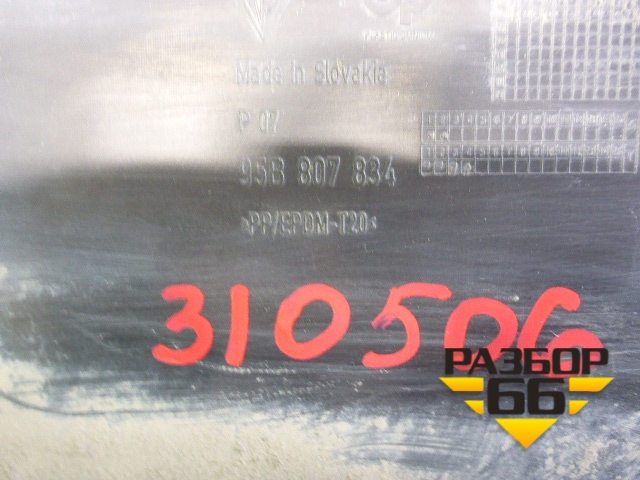 Made in Slovakia
P 07
95B 807 834
>PP/EPDM-T20<
310506
РАЗБОР
66